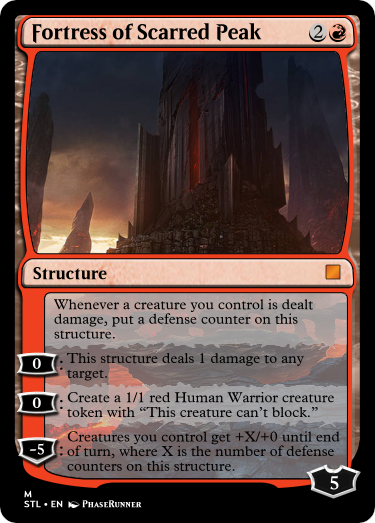 Fortress of Scarred Peak 2
Structure
Whenever a creature you control is dealt
damage, put a defense counter on this
structure.
0 : This structure deals 1 damage to any
target.
0 : Create a 1/1 red Human Warrior creature
token with “This creature can’t block.”
Creatures you control get +X/+0 until end
-5 : of turn, where X is the number of defense
counters on this structure.
5
M
STL • EN PhaseRunner